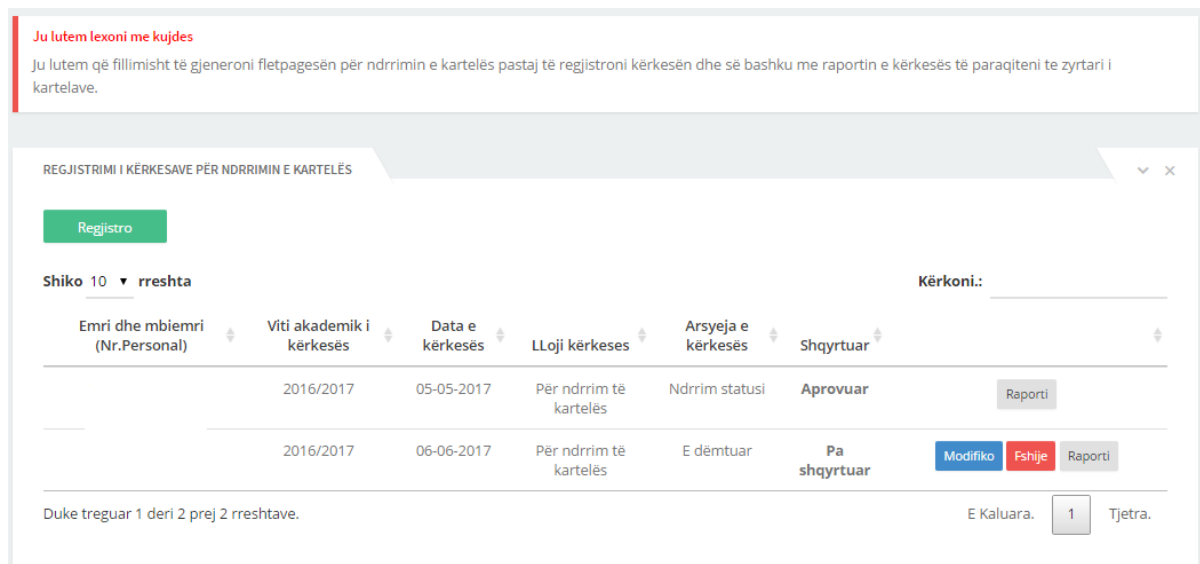 Ju lutem lexoni me kujdes
Ju lutem që fillimisht të gjeneroni fletpagesën për ndrrimin e kartelës pastaj të regjistroni kërkesën dhe së bashku me raportin e kërkesës të paraqiteni te zyrtari i
kartelave.
REGJISTRIMI I KËRKESAVE PËR NDRRIMIN E KARTELËS
Regjistro
Shiko 10 rreshta Kërkoni.:
Emri dhe mbiemri (Nr.Personal) Viti akademik i kërkesës Data e kërkesës LLoji kërkeses Arsyeja e kërkesës Shqyrtuar
2016/2017 05-05-2017 Për ndrrim të kartelës Ndrrim statusi Aprovuar Raporti
2016/2017 06-06-2017 Për ndrrim të kartelës E dëmtuar Pa shqyrtuar Modifiko Fshije Raporti
Duke treguar 1 deri 2 prej 2 rreshtave. E Kaluara. 1 Tjetra.